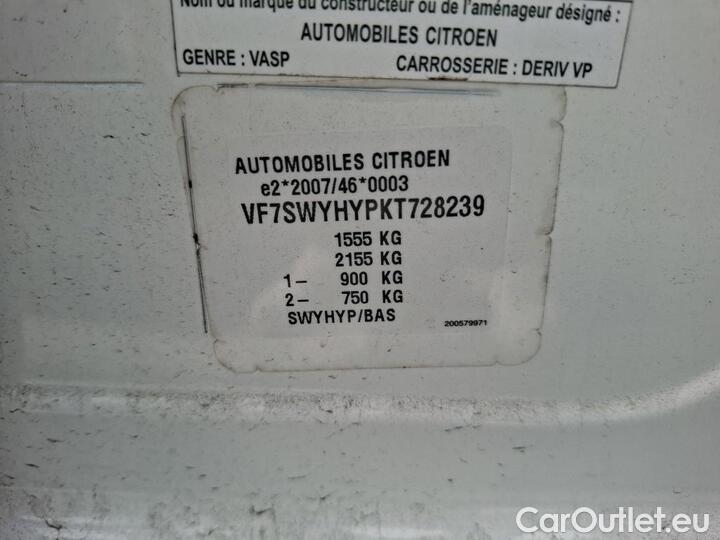 Nom ou marque du constructeur ou de l'aménageur désigné :
AUTOMOBILES CITROEN
GENRE : VASP CARROSSERIE : DERIV VP
AUTOMOBILES CITROEN
e2*2007/46*0003
VF7SWYHYPKT728239
1555 KG
2155 KG
1– 900 KG
2– 750 KG
SWYHYP/BAS
200579971
CarOutlet.eu